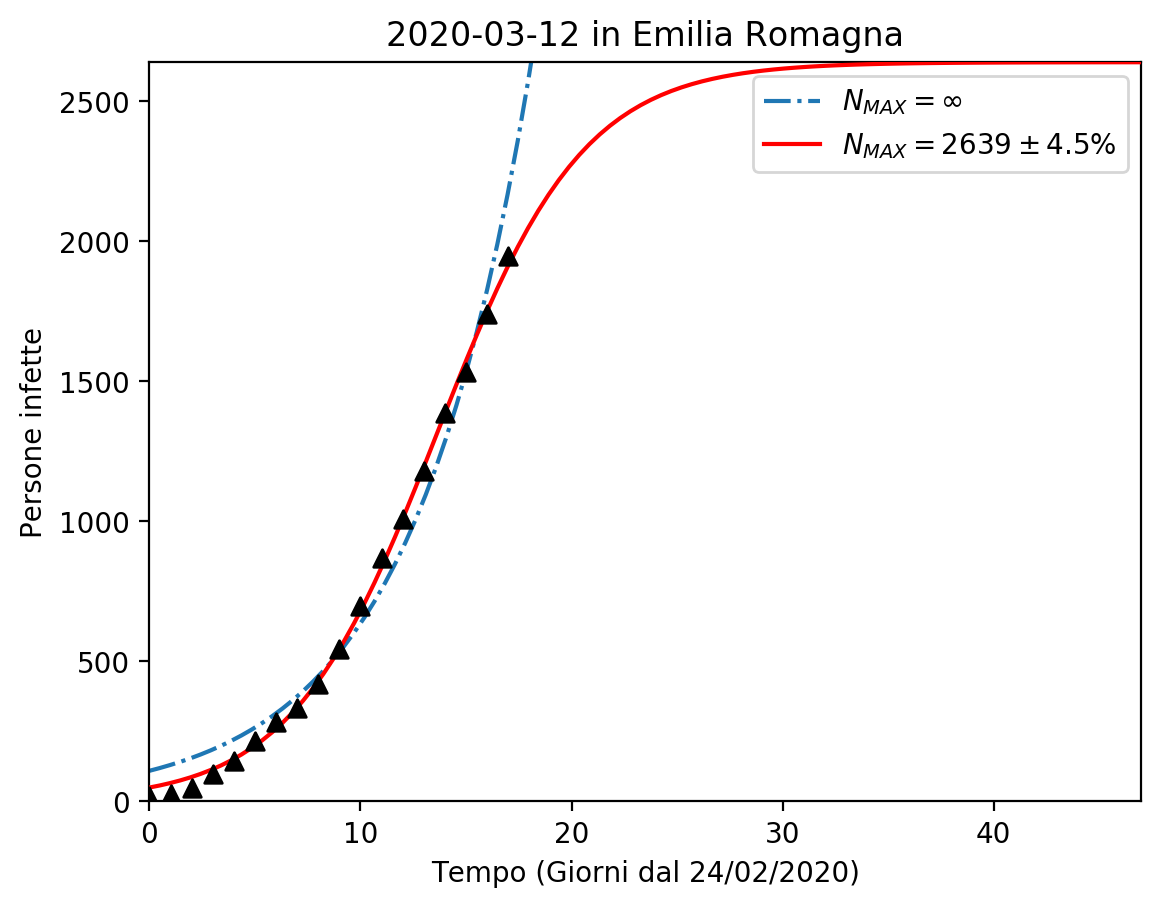 2020-03-12 in Emilia Romagna
N_MAX = ∞
N_MAX = 2639 ± 4.5%
Persone infette
2500
2000
1500
1000
500
0
0 10 20 30 40
Tempo (Giorni dal 24/02/2020)